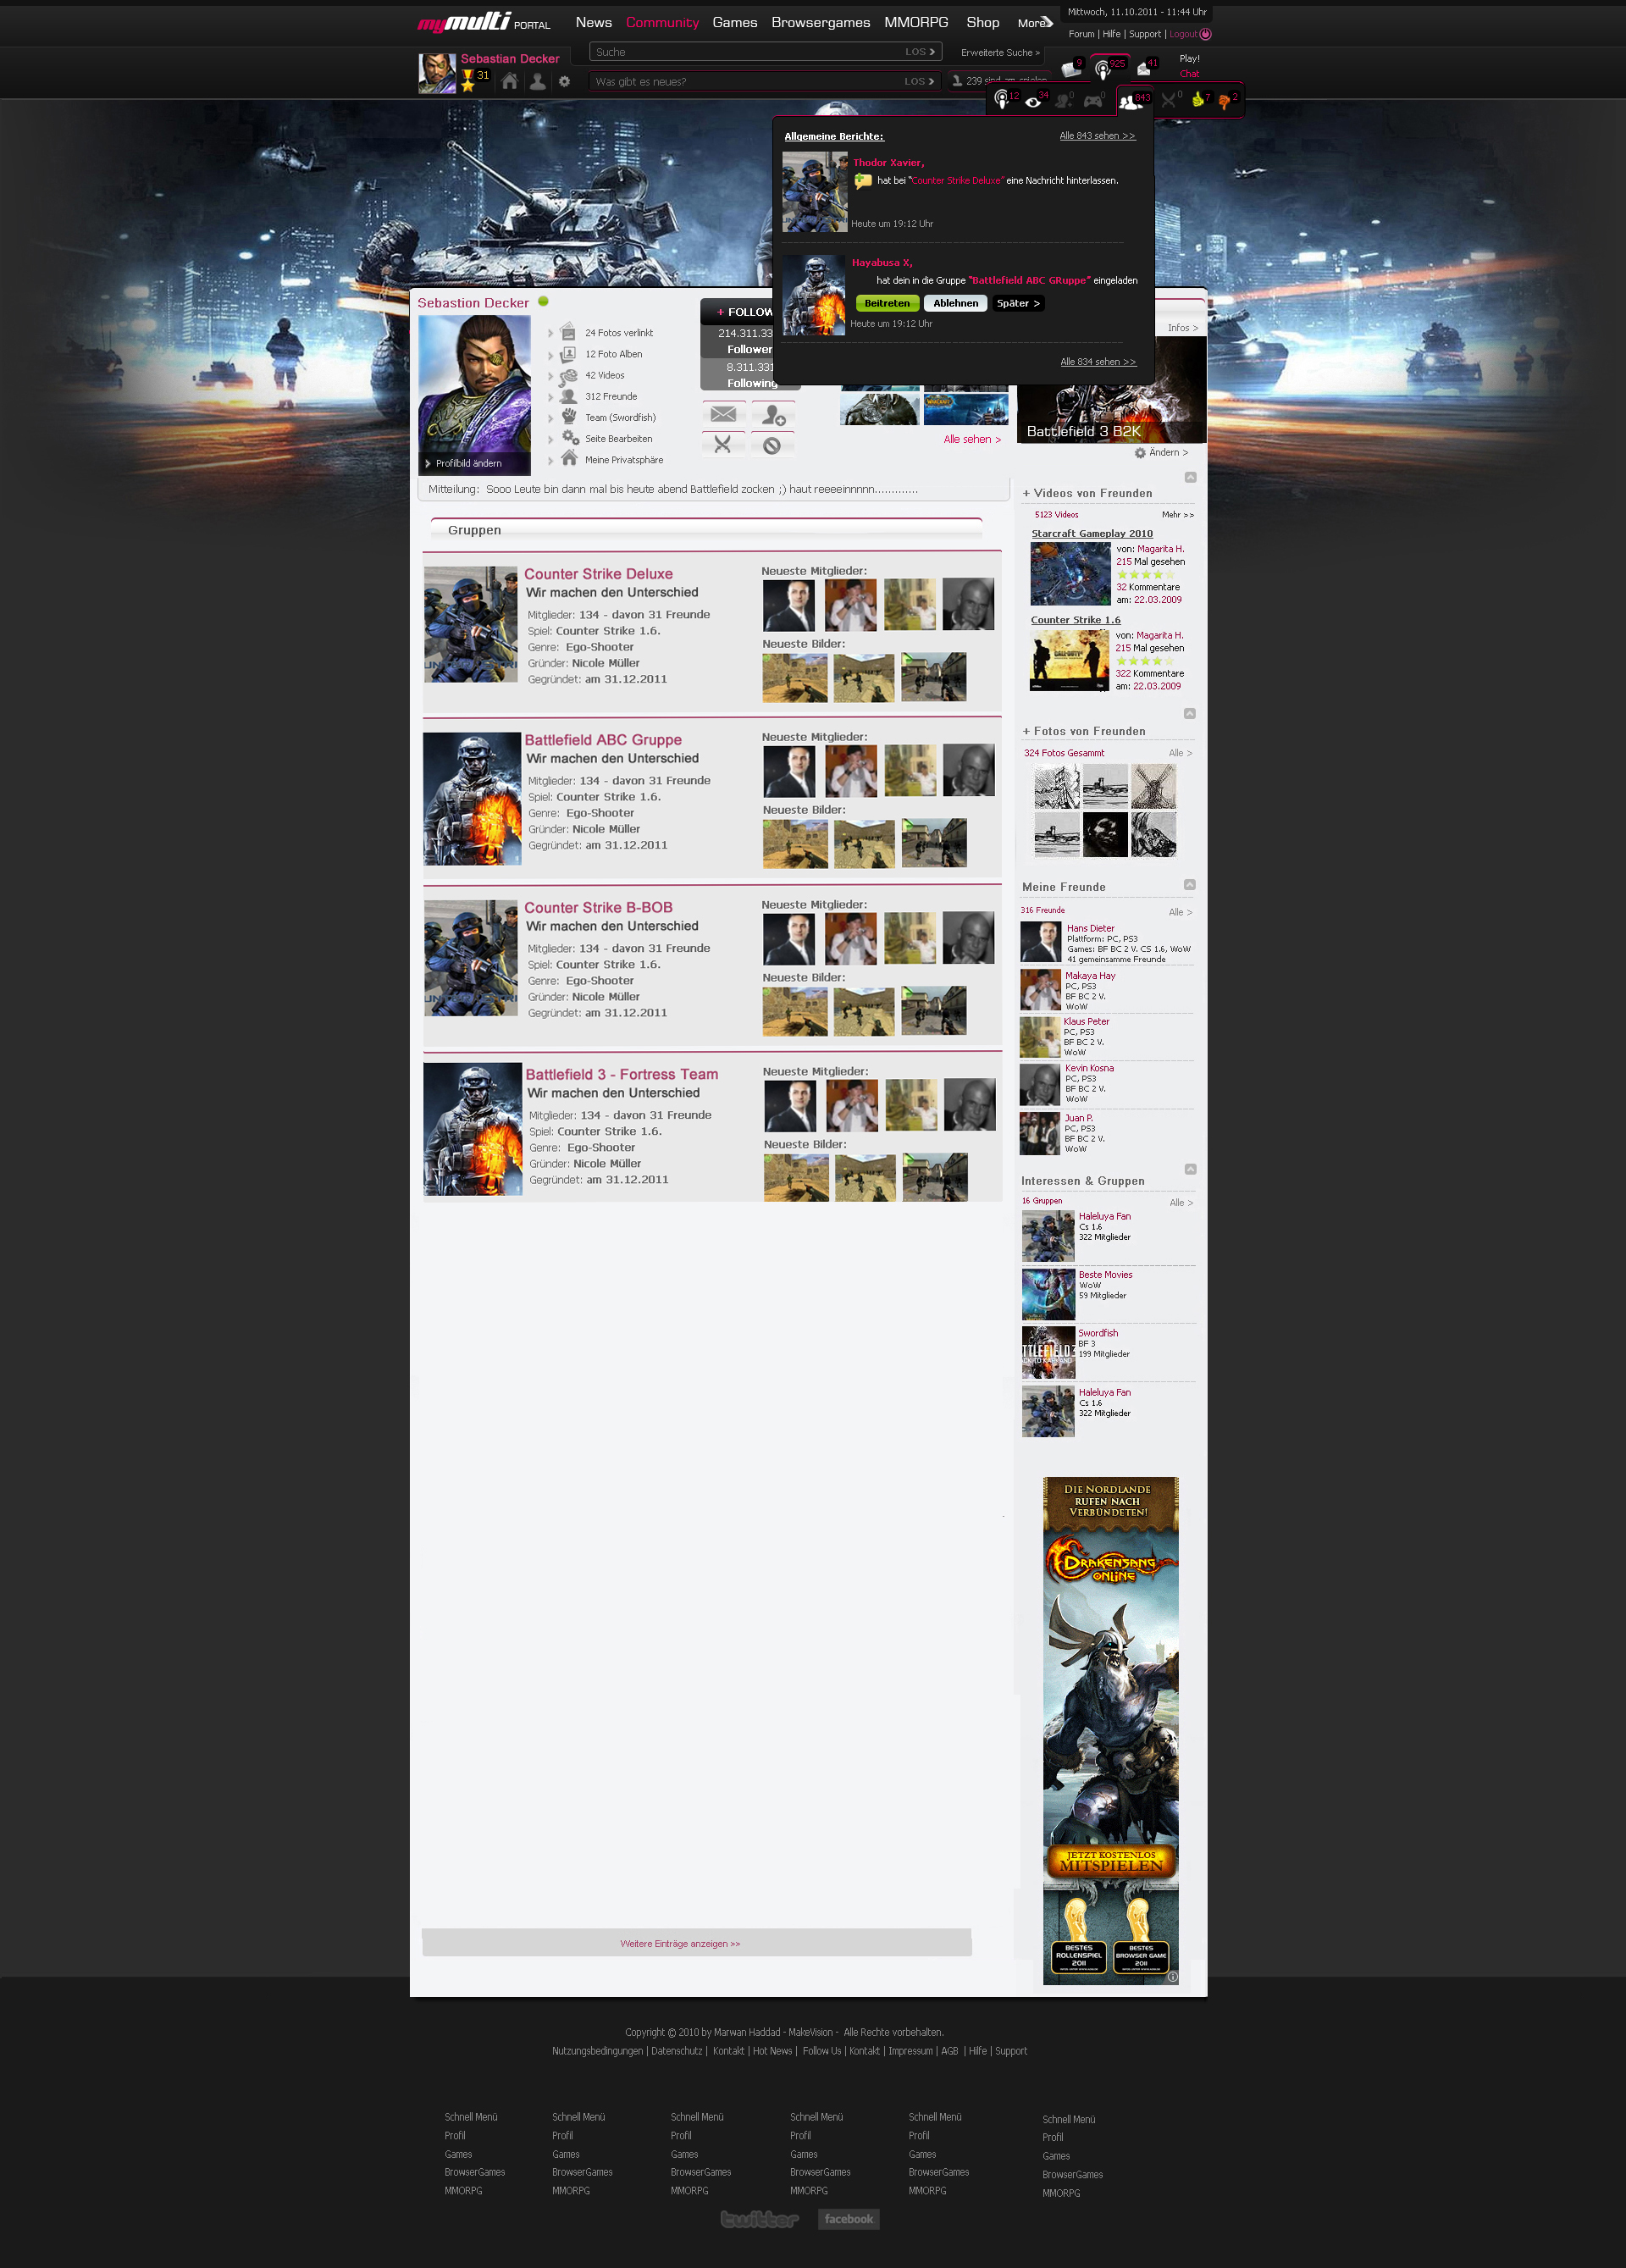 mymulti PORTAL
News Community Games Browsergames MMORPG Shop More
Mittwoch, 11.10.2011 - 11:44 Uhr
Forum | Hilfe | Support | Logout
Suche LOS
Erweiterte Suche >
Sebastian Decker
31
Was gibt es neues? LOS
239 sind am spielen
9 925 41
Play!
Chat
12 34 0 0 843 0 7 2
Allgemeine Berichte:
Alle 843 sehen >>
Thodor Xavier,
hat bei "Counter Strike Deluxe" eine Nachricht hinterlassen.
Heute um 19:12 Uhr
Hayabusa X,
hat dein in die Gruppe "Battlefield ABC GRuppe" eingeladen
Beitreten Ablehnen Später >
Heute um 19:12 Uhr
Alle 834 sehen >>
Sebastion Decker
24 Fotos verlinkt
12 Foto Alben
42 Videos
312 Freunde
Team (Swordfish)
Seite Bearbeiten
Meine Privatsphäre
Profilbild ändern
+ FOLLOW
214.311.33
Follower
8.311.331
Following
Alle sehen >
Infos >
Battlefield 3 B2K
Ändern >
Mitteilung: Sooo Leute bin dann mal bis heute abend Battlefield zocken ;) haut reeeeinnnnn.............
Gruppen
Counter Strike Deluxe
Wir machen den Unterschied
Mitglieder: 134 - davon 31 Freunde
Spiel: Counter Strike 1.6.
Genre: Ego-Shooter
Gründer: Nicole Müller
Gegründet: am 31.12.2011
Neueste Mitglieder:
Neueste Bilder:
Battlefield ABC Gruppe
Wir machen den Unterschied
Mitglieder: 134 - davon 31 Freunde
Spiel: Counter Strike 1.6.
Genre: Ego-Shooter
Gründer: Nicole Müller
Gegründet: am 31.12.2011
Neueste Mitglieder:
Neueste Bilder:
Counter Strike B-BOB
Wir machen den Unterschied
Mitglieder: 134 - davon 31 Freunde
Spiel: Counter Strike 1.6.
Genre: Ego-Shooter
Gründer: Nicole Müller
Gegründet: am 31.12.2011
Neueste Mitglieder:
Neueste Bilder:
Battlefield 3 - Fortress Team
Wir machen den Unterschied
Mitglieder: 134 - davon 31 Freunde
Spiel: Counter Strike 1.6.
Genre: Ego-Shooter
Gründer: Nicole Müller
Gegründet: am 31.12.2011
Neueste Mitglieder:
Neueste Bilder:
Weitere Einträge anzeigen >>
+ Videos von Freunden
5123 Videos Mehr >>
Starcraft Gameplay 2010
von: Magarita H.
215 Mal gesehen
32 Kommentare
am: 22.03.2009
Counter Strike 1.6
von: Magarita H.
215 Mal gesehen
322 Kommentare
am: 22.03.2009
+ Fotos von Freunden
324 Fotos Gesammt Alle >
Meine Freunde
316 Freunde Alle >
Hans Dieter
Plattform: PC, PS3
Games: BF BC 2 V. CS 1.6, WoW
41 gemeinsamme Freunde
Makaya Hay
PC, PS3
BF BC 2 V.
WoW
Klaus Peter
PC, PS3
BF BC 2 V.
WoW
Kevin Kosna
PC, PS3
BF BC 2 V.
WoW
Juan P.
PC, PS3
BF BC 2 V.
WoW
Interessen & Gruppen
16 Gruppen Alle >
Haleluya Fan
Cs 1.6
322 Mitglieder
Beste Movies
WoW
59 Mitglieder
Swordfish
BF 3
199 Mitglieder
Haleluya Fan
Cs 1.6
322 Mitglieder
DIE NORDLANDE
RUFEN NACH
VERBÜNDETEN!
DRAKENSANG
ONLINE
JETZT KOSTENLOS
MITSPIELEN
BESTES
ROLLENSPIEL
2011
BESTES
BROWSER GAME
2011
Copyright © 2010 by Marwan Haddad - MakeVision - Alle Rechte vorbehalten.
Nutzungsbedingungen | Datenschutz | Kontakt | Hot News | Follow Us | Kontakt | Impressum | AGB | Hilfe | Support
Schnell Menü Schnell Menü Schnell Menü Schnell Menü Schnell Menü Schnell Menü
Profil Profil Profil Profil Profil Profil
Games Games Games Games Games Games
BrowserGames BrowserGames BrowserGames BrowserGames BrowserGames BrowserGames
MMORPG MMORPG MMORPG MMORPG MMORPG MMORPG
twitter facebook